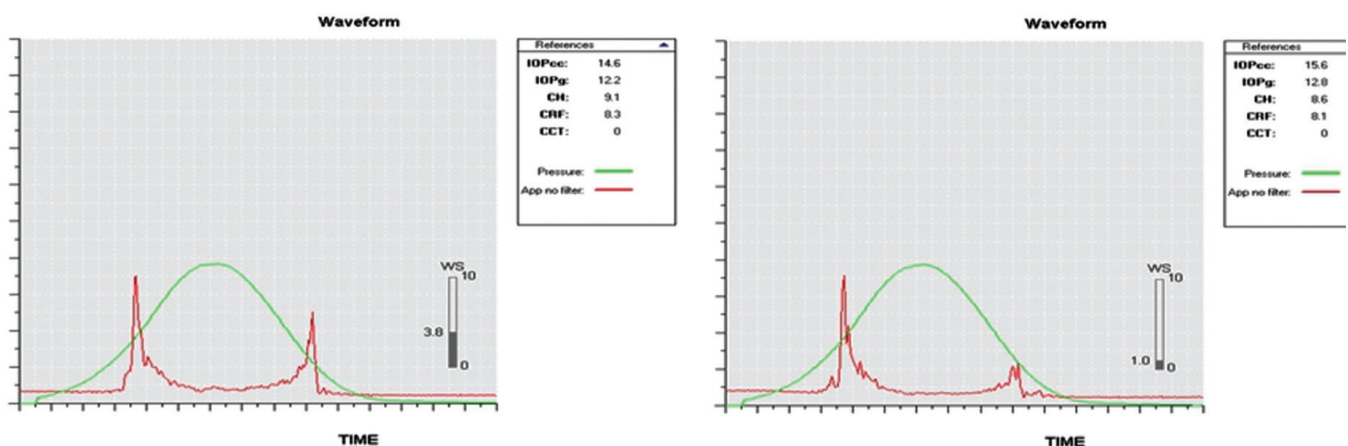 Waveform
References
IOPcc: 14.6
IOPg: 12.2
CH: 9.1
CRF: 8.3
CCT: 0
Pressure:
App no filter:
WS
10
3.8
0
TIME
Waveform
References
IOPcc: 15.6
IOPg: 12.8
CH: 8.6
CRF: 8.1
CCT: 0
Pressure:
App no filter:
WS
10
1.0
0
TIME